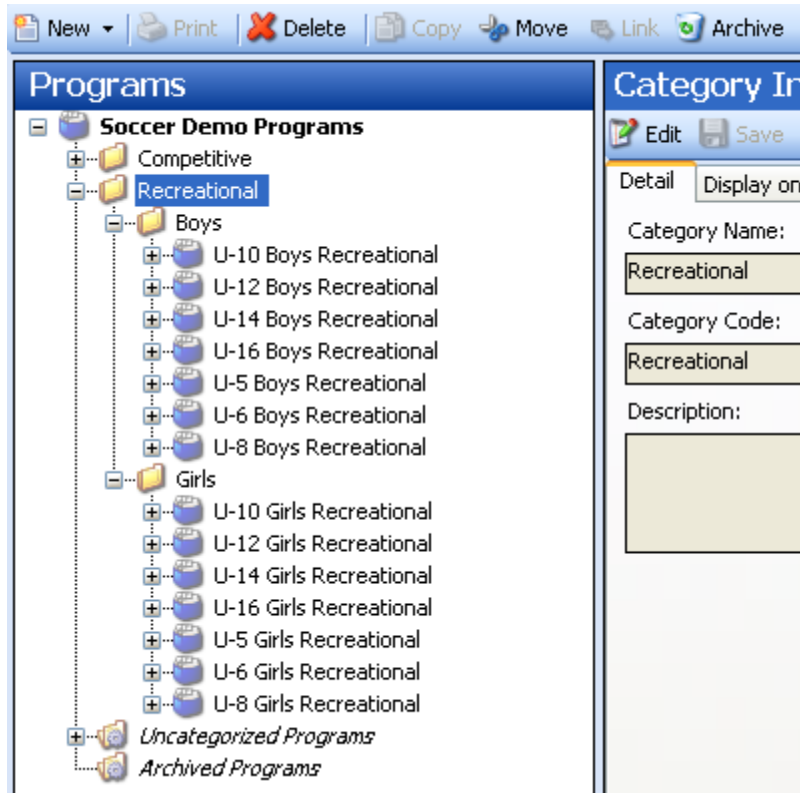 New Print Delete Copy Move Link Archive
Programs
Soccer Demo Programs
Competitive
Recreational
Boys
U-10 Boys Recreational
U-12 Boys Recreational
U-14 Boys Recreational
U-16 Boys Recreational
U-5 Boys Recreational
U-6 Boys Recreational
U-8 Boys Recreational
Girls
U-10 Girls Recreational
U-12 Girls Recreational
U-14 Girls Recreational
U-16 Girls Recreational
U-5 Girls Recreational
U-6 Girls Recreational
U-8 Girls Recreational
Uncategorized Programs
Archived Programs
Category In
Edit Save
Detail Display on
Category Name:
Recreational
Category Code:
Recreational
Description: